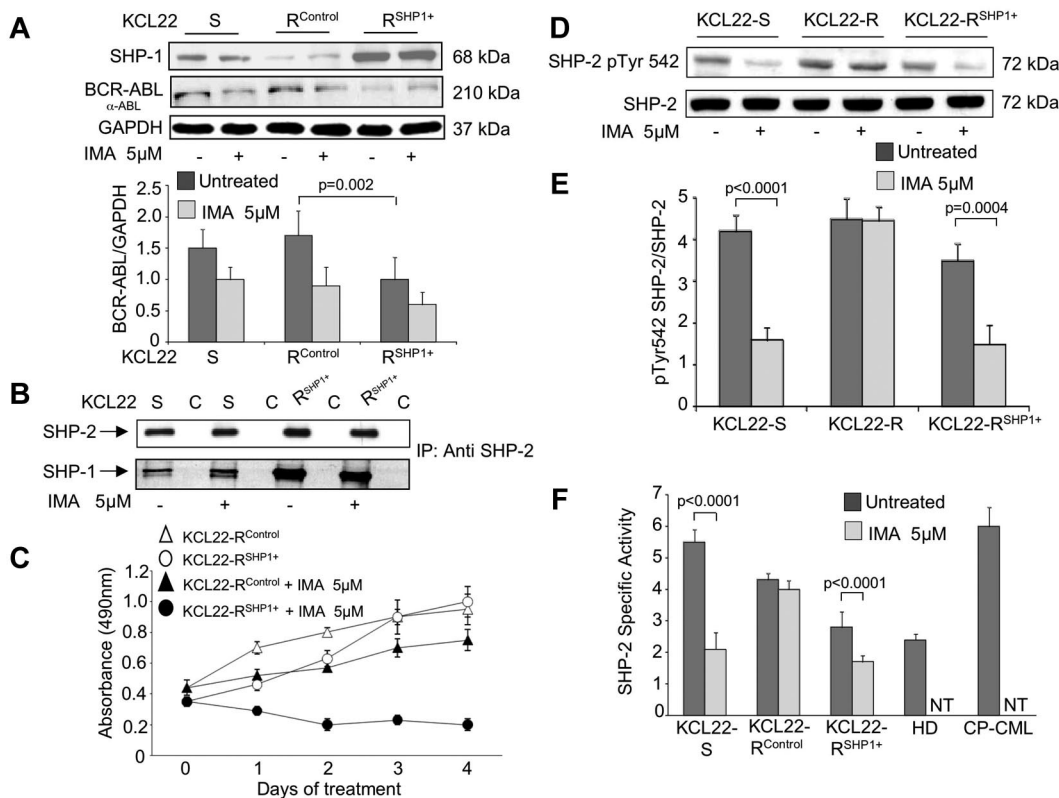 A
KCL22 S R^Control R^SHP1+
SHP-1 68 kDa
BCR-ABL 210 kDa
α-ABL
GAPDH 37 kDa
IMA 5μM - + - + - +
Untreated
IMA 5μM
p=0.002
BCR-ABL/GAPDH
2.5
2.0
1.5
1.0
0.5
0
KCL22 S R^Control R^SHP1+
B
KCL22 S C S C R^SHP1+ C R^SHP1+ C
SHP-2
IP: Anti SHP-2
SHP-1
IMA 5μM - + - +
C
KCL22-R^Control
KCL22-R^SHP1+
KCL22-R^Control + IMA 5μM
KCL22-R^SHP1+ + IMA 5μM
Absorbance (490nm)
1.0
0.8
0.6
0.4
0.2
0
0 1 2 3 4
Days of treatment
D
KCL22-S KCL22-R KCL22-R^SHP1+
SHP-2 pTyr 542 72 kDa
SHP-2 72 kDa
IMA 5μM - + - + - +
E
Untreated
IMA 5μM
p<0.0001
p=0.0004
pTyr542 SHP-2/SHP-2
5
4
3
2
1
0
KCL22-S KCL22-R KCL22-R^SHP1+
F
Untreated
IMA 5μM
p<0.0001
p<0.0001
SHP-2 Specific Activity
7
6
5
4
3
2
1
0
NT NT
KCL22-S KCL22-R^Control KCL22-R^SHP1+ HD CP-CML